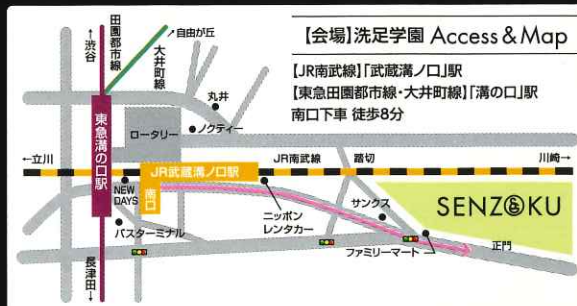 【会場】洗足学園 Access & Map
【JR南武線】「武蔵溝ノ口」駅
【東急田園都市線・大井町線】「溝の口」駅
南口下車 徒歩8分
←渋谷
田園都市線
大井町線
↗自由が丘
丸井
ノクティー
ロータリー
東急溝の口駅
←立川
JR武蔵溝ノ口駅
JR南武線
踏切
川崎→
NEW DAYS
南口
バスターミナル
ニッポン
レンタカー
サンクス
SENZOKU
ファミリーマート
正門
長津田→